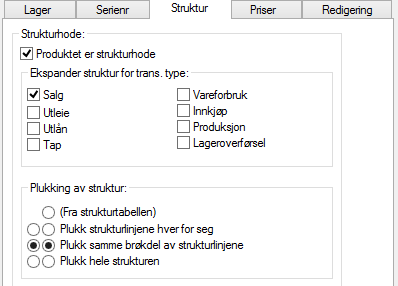 Lager Serienr Struktur Priser Redigering
Strukturhode:
Produktet er strukturhode
Ekspander struktur for trans. type:
Salg
Utleie
Utlån
Tap
Vareforbruk
Innkjøp
Produksjon
Lageroverførsel
Plukking av struktur:
(Fra strukturtabellen)
Plukk strukturlinjene hver for seg
Plukk samme brøkdel av strukturlinjene
Plukk hele strukturen